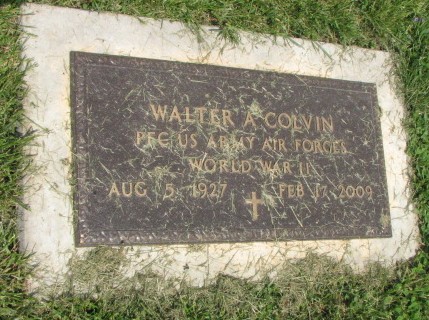 WALTER A COLVIN
PFC US ARMY AIR FORCES
WORLD WAR II
AUG 5 1927 FEB 17 2009